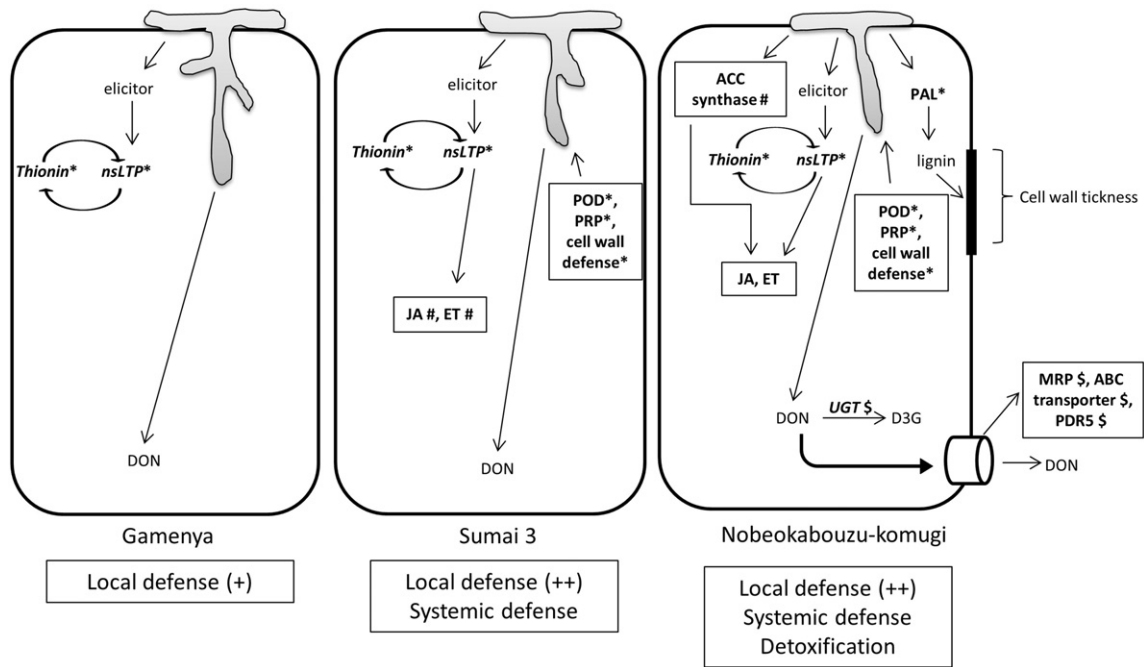 elicitor
Thionin*
nsLTP*
DON
Gamenya
Local defense (+)
elicitor
Thionin*
nsLTP*
POD*,
PRP*,
cell wall
defense*
JA #, ET #
DON
Sumai 3
Local defense (++)
Systemic defense
ACC
synthase #
elicitor
PAL*
Thionin*
nsLTP*
lignin
Cell wall tickness
POD*,
PRP*,
cell wall
defense*
JA, ET
DON
UGT $
D3G
MRP $, ABC
transporter $,
PDR5 $
DON
Nobeokabouzu-komugi
Local defense (++)
Systemic defense
Detoxification